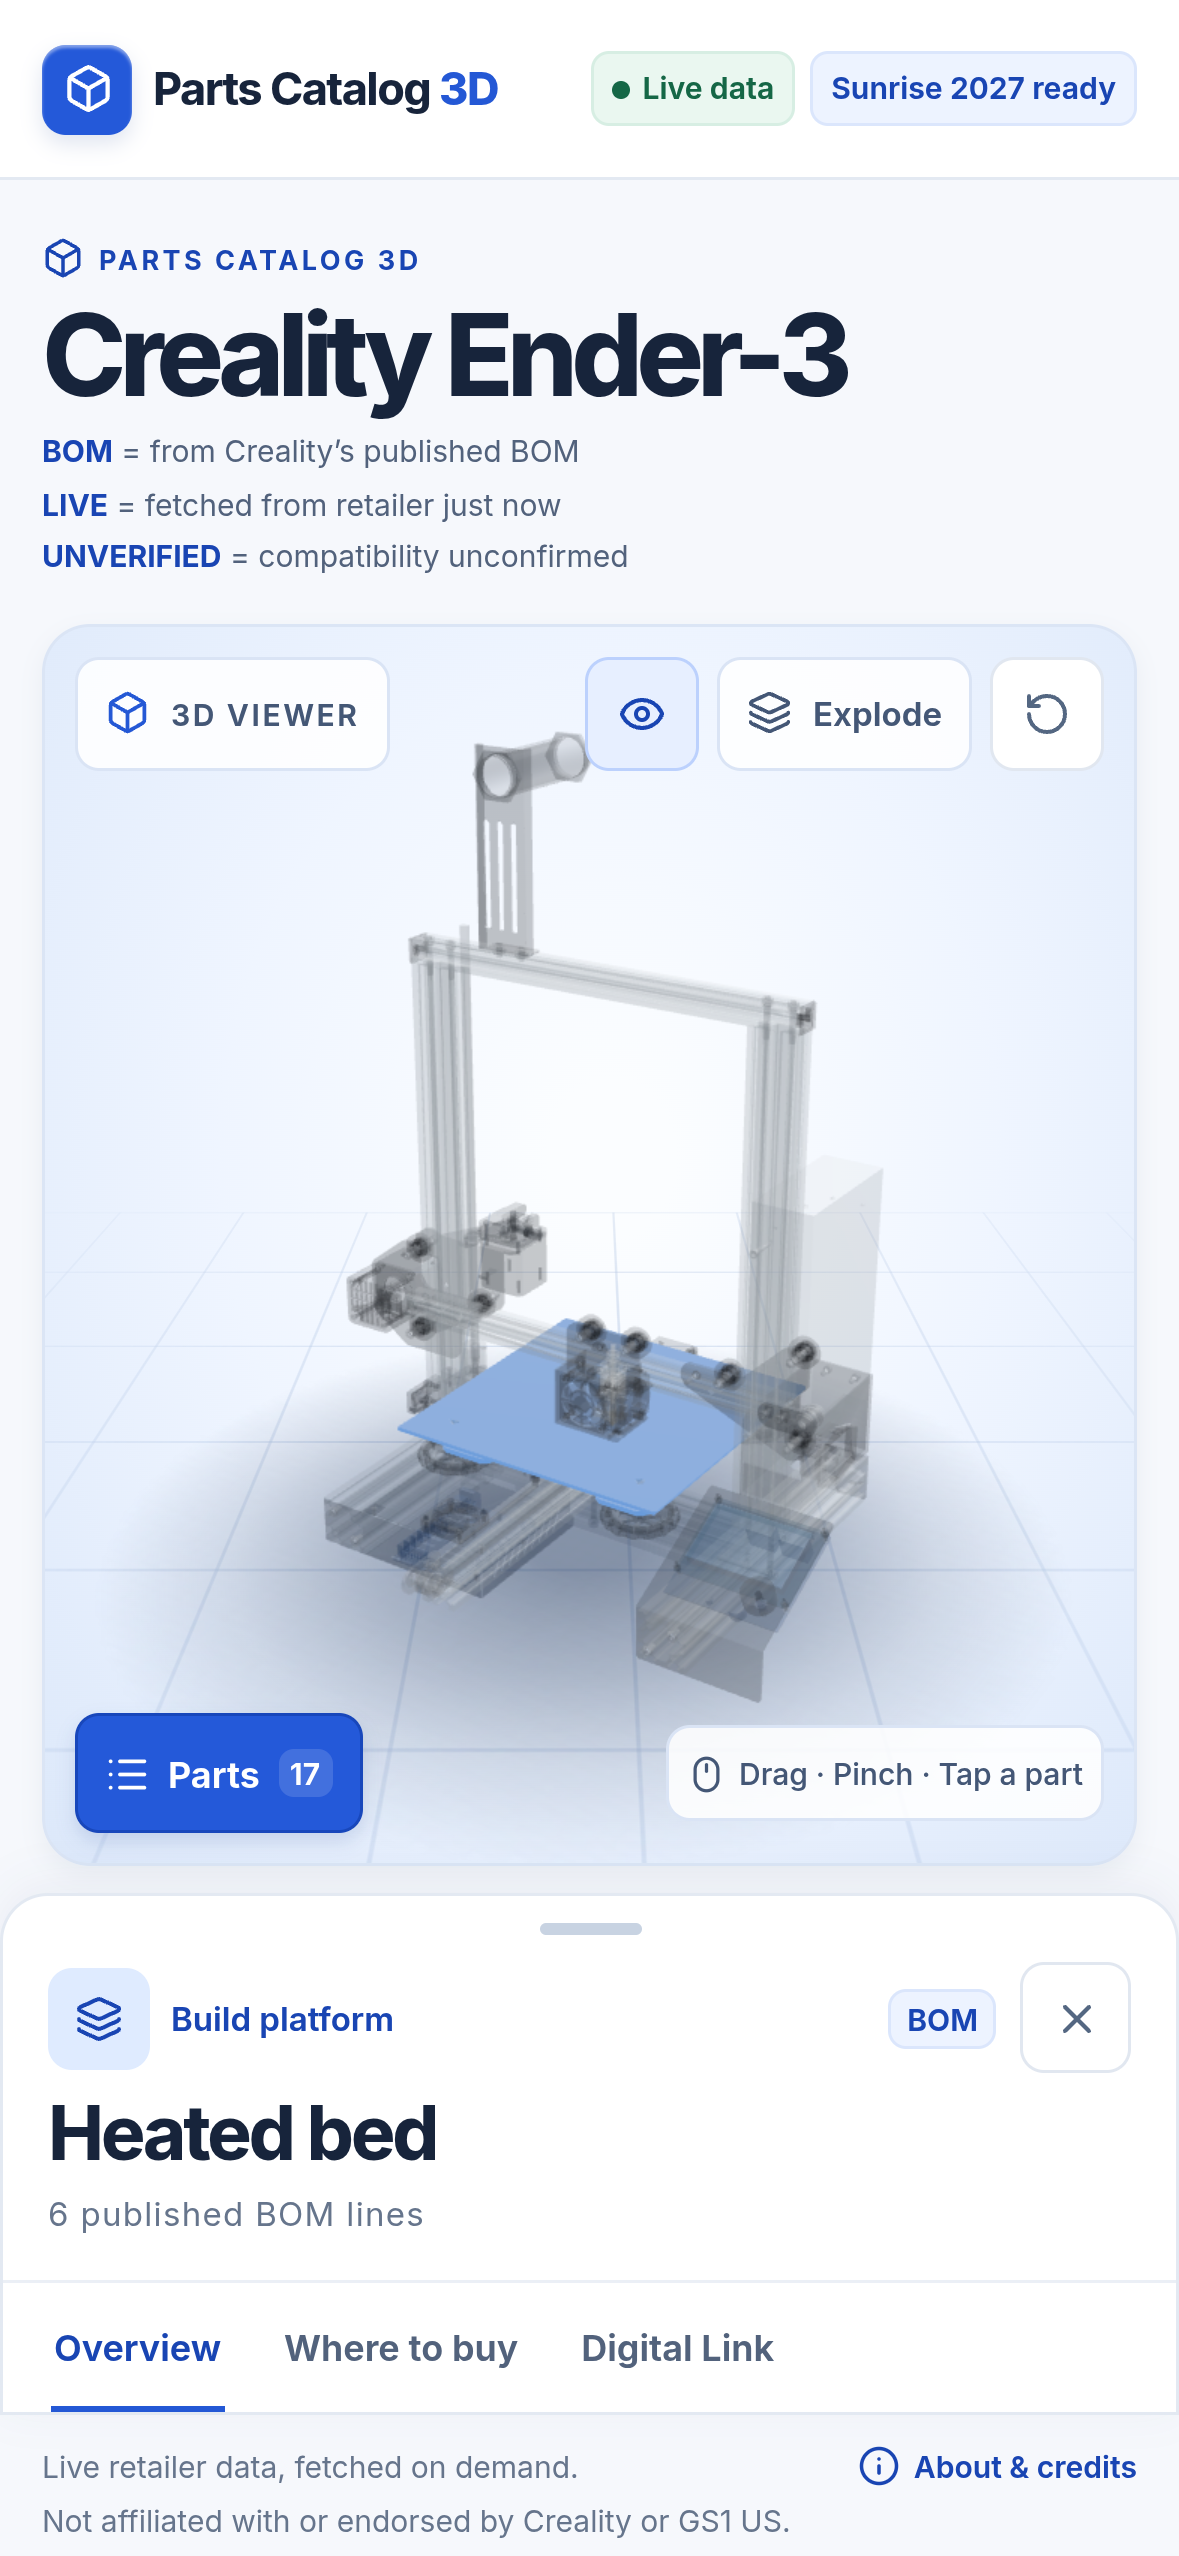 Parts Catalog 3D
Live data
Sunrise 2027 ready
PARTS CATALOG 3D
Creality Ender-3
BOM = from Creality’s published BOM
LIVE = fetched from retailer just now
UNVERIFIED = compatibility unconfirmed
3D VIEWER
Explode
Parts 17
Drag · Pinch · Tap a part
Build platform
BOM
Heated bed
6 published BOM lines
Overview
Where to buy
Digital Link
Live retailer data, fetched on demand.
About & credits
Not affiliated with or endorsed by Creality or GS1 US.